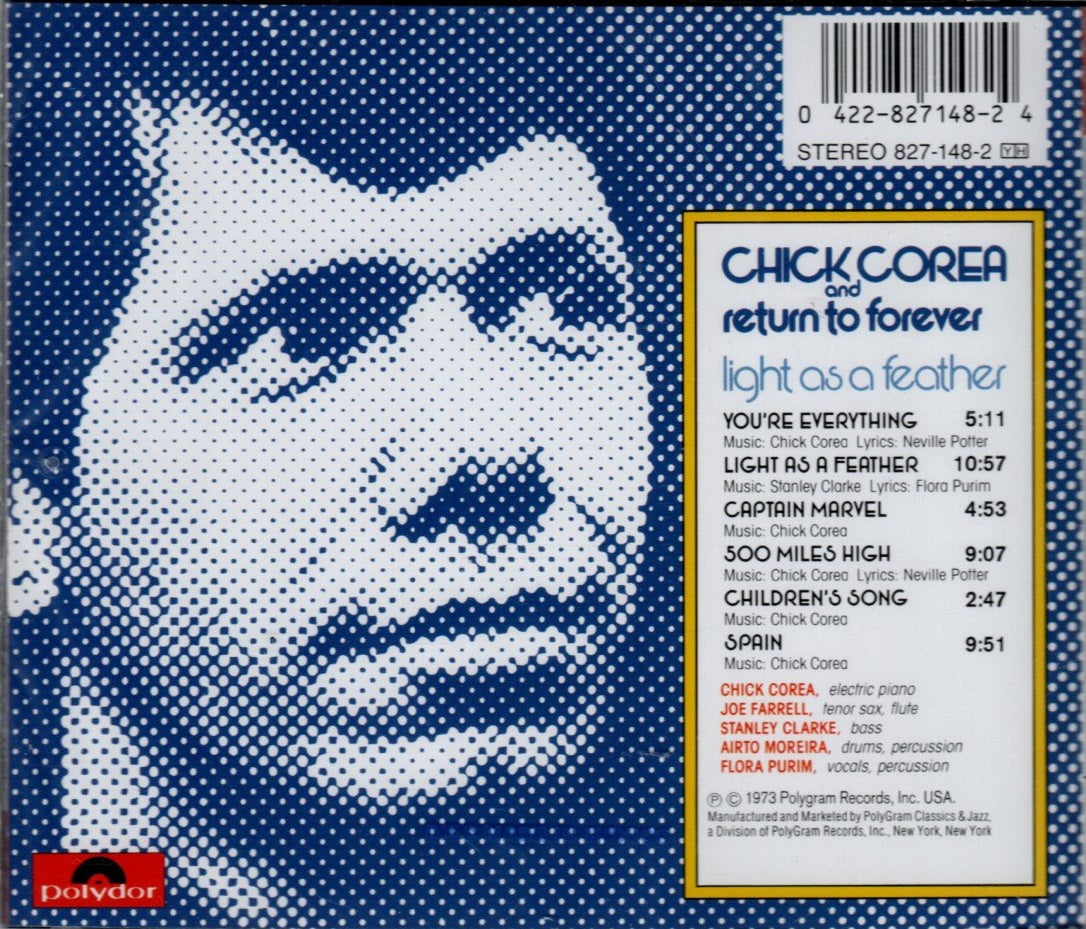 0 422-827148-2 4
STEREO 827-148-2 YH
CHICK COREA
and
return to forever
light as a feather
YOU'RE EVERYTHING 5:11
Music: Chick Corea Lyrics: Neville Potter
LIGHT AS A FEATHER 10:57
Music: Stanley Clarke Lyrics: Flora Purim
CAPTAIN MARVEL 4:53
Music: Chick Corea
500 MILES HIGH 9:07
Music: Chick Corea Lyrics: Neville Potter
CHILDREN'S SONG 2:47
Music: Chick Corea
SPAIN 9:51
Music: Chick Corea
CHICK COREA, electric piano
JOE FARRELL, tenor sax, flute
STANLEY CLARKE, bass
AIRTO MOREIRA, drums, percussion
FLORA PURIM, vocals, percussion
℗ © 1973 Polygram Records, Inc. USA.
Manufactured and Marketed by PolyGram Classics & Jazz,
a Division of PolyGram Records, Inc., New York, New York
polydor